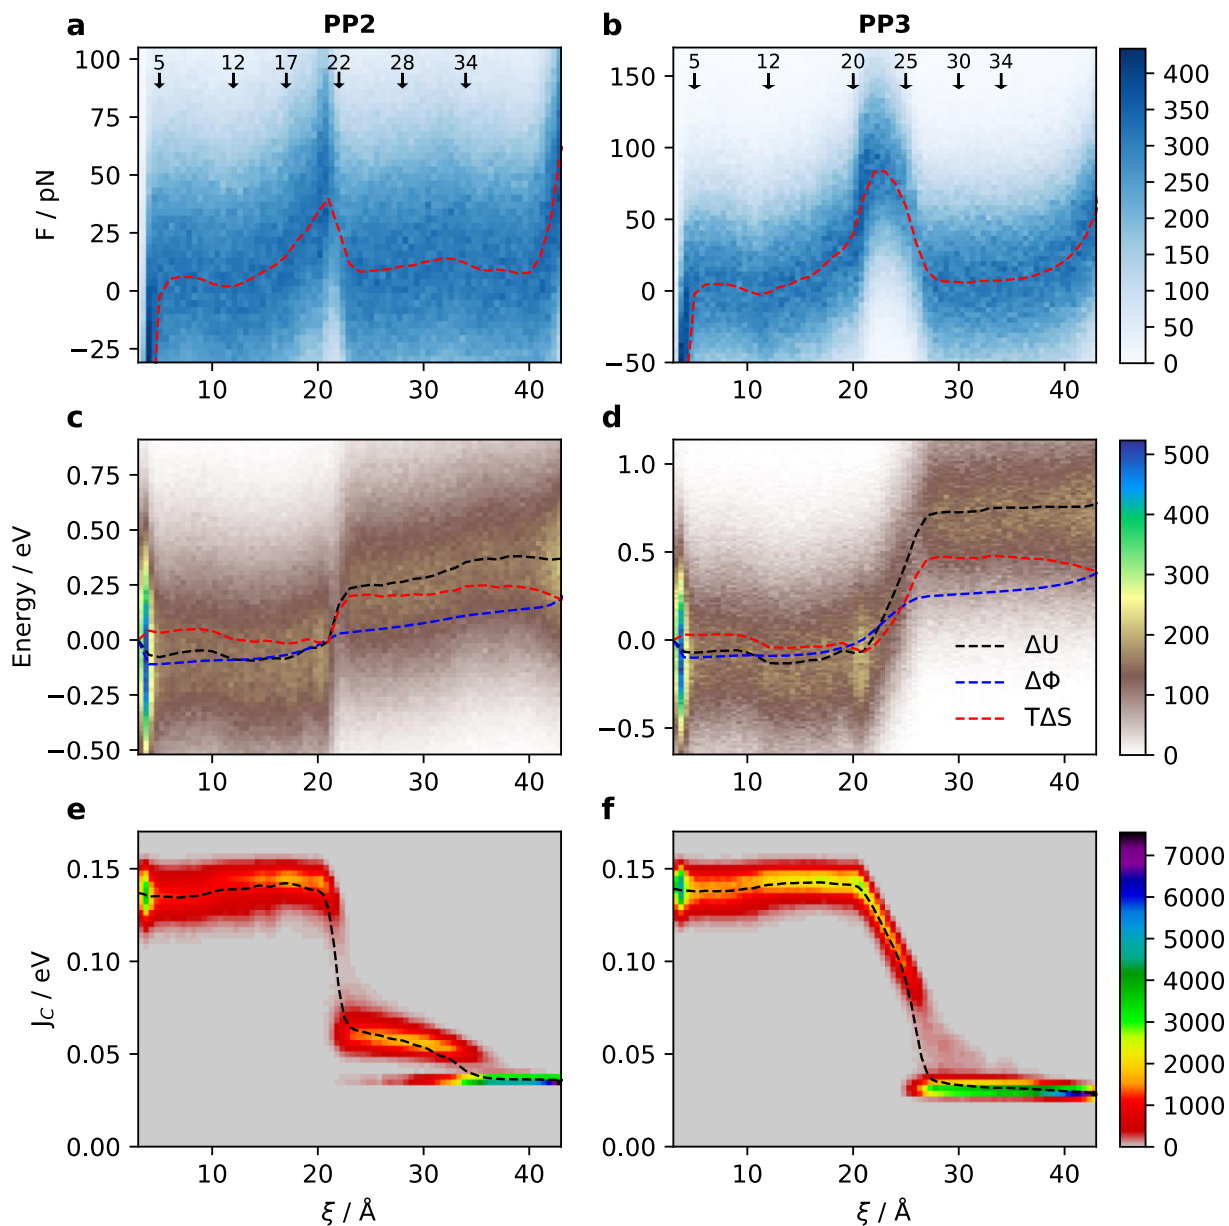 a PP2
b PP3
5 12 17 22 28 34
5 12 20 25 30 34
F / pN
100
75
50
25
0
−25
10 20 30 40
150
100
50
0
−50
10 20 30 40
400
350
300
250
200
150
100
50
0
c
d
Energy / eV
0.75
0.50
0.25
0.00
−0.25
−0.50
10 20 30 40
1.0
0.5
0.0
−0.5
10 20 30 40
ΔU
ΔΦ
TΔS
500
400
300
200
100
0
e
f
J_C / eV
0.15
0.10
0.05
0.00
10 20 30 40
ξ / Å
0.15
0.10
0.05
0.00
10 20 30 40
ξ / Å
7000
6000
5000
4000
3000
2000
1000
0